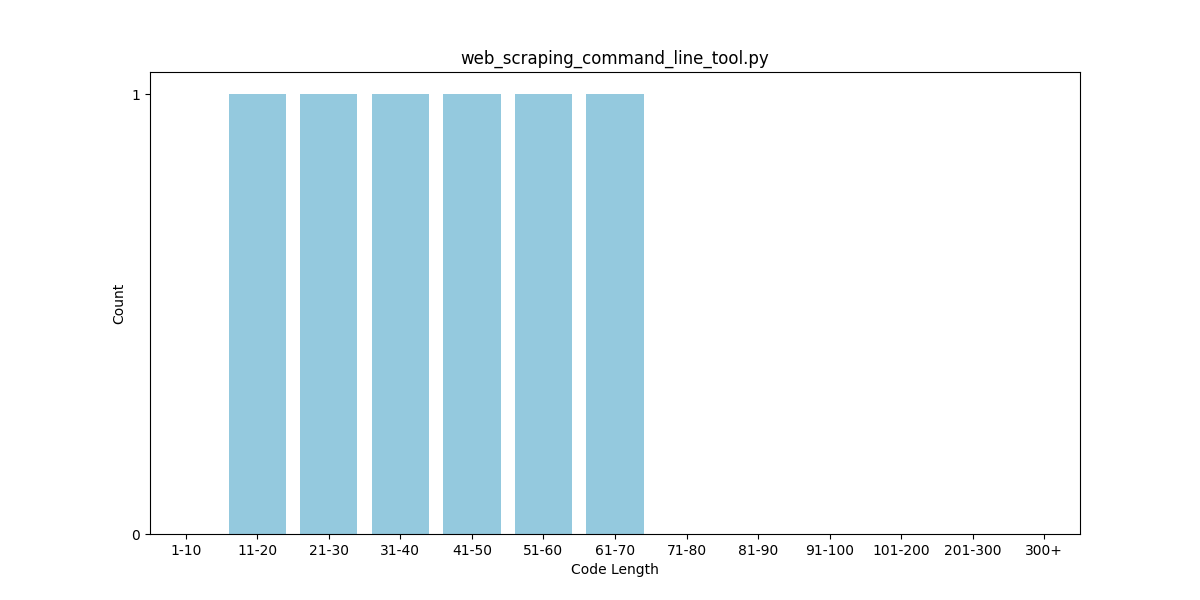 web_scraping_command_line_tool.py
1
Count
0
1-10 11-20 21-30 31-40 41-50 51-60 61-70 71-80 81-90 91-100 101-200 201-300 300+
Code Length